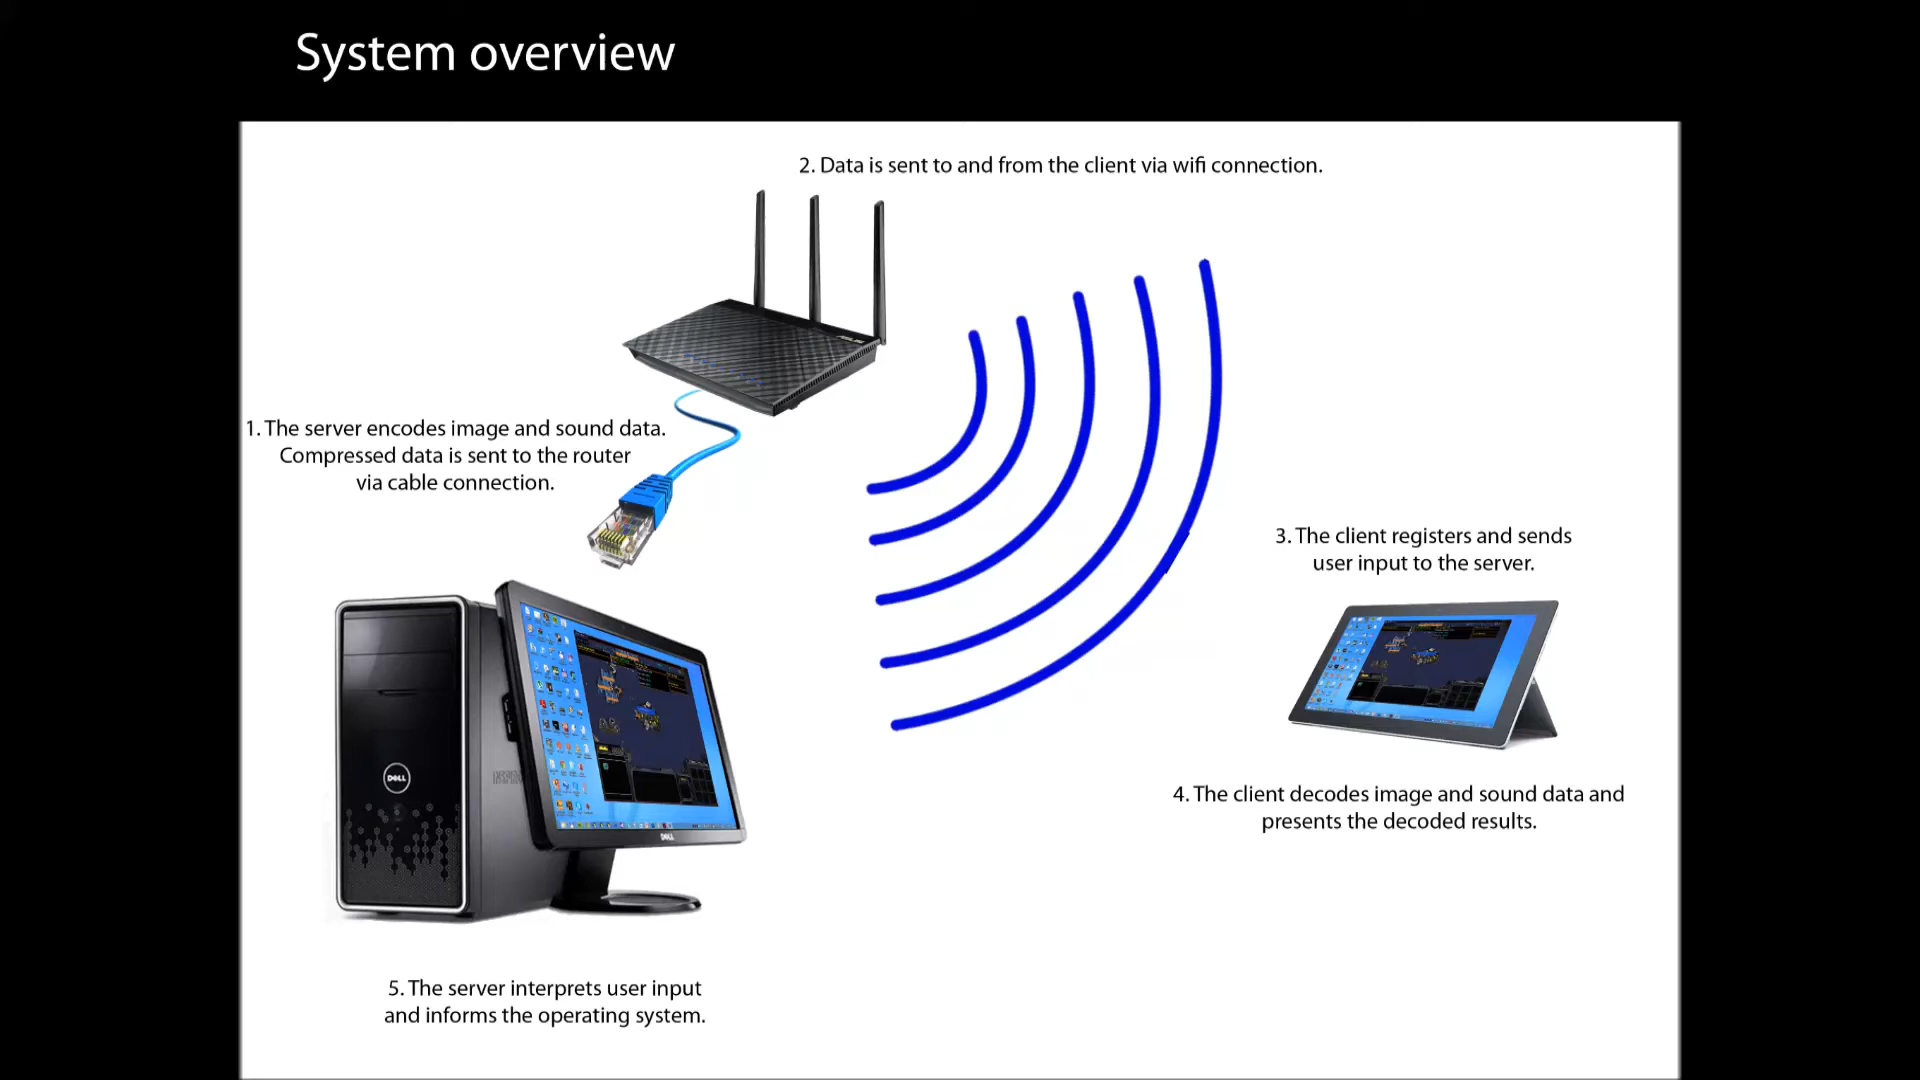 System overview
2. Data is sent to and from the client via wifi connection.
1. The server encodes image and sound data.
Compressed data is sent to the router
via cable connection.
3. The client registers and sends
user input to the server.
DELL
DELL
4. The client decodes image and sound data and
presents the decoded results.
5. The server interprets user input
and informs the operating system.